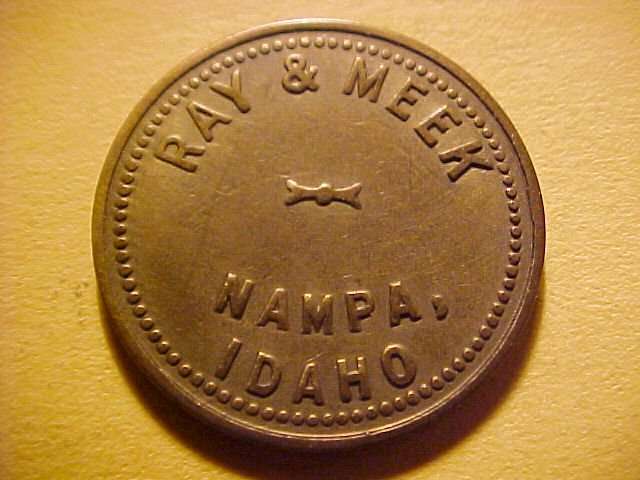 RAY & MEEK
NAMPA,
IDAHO